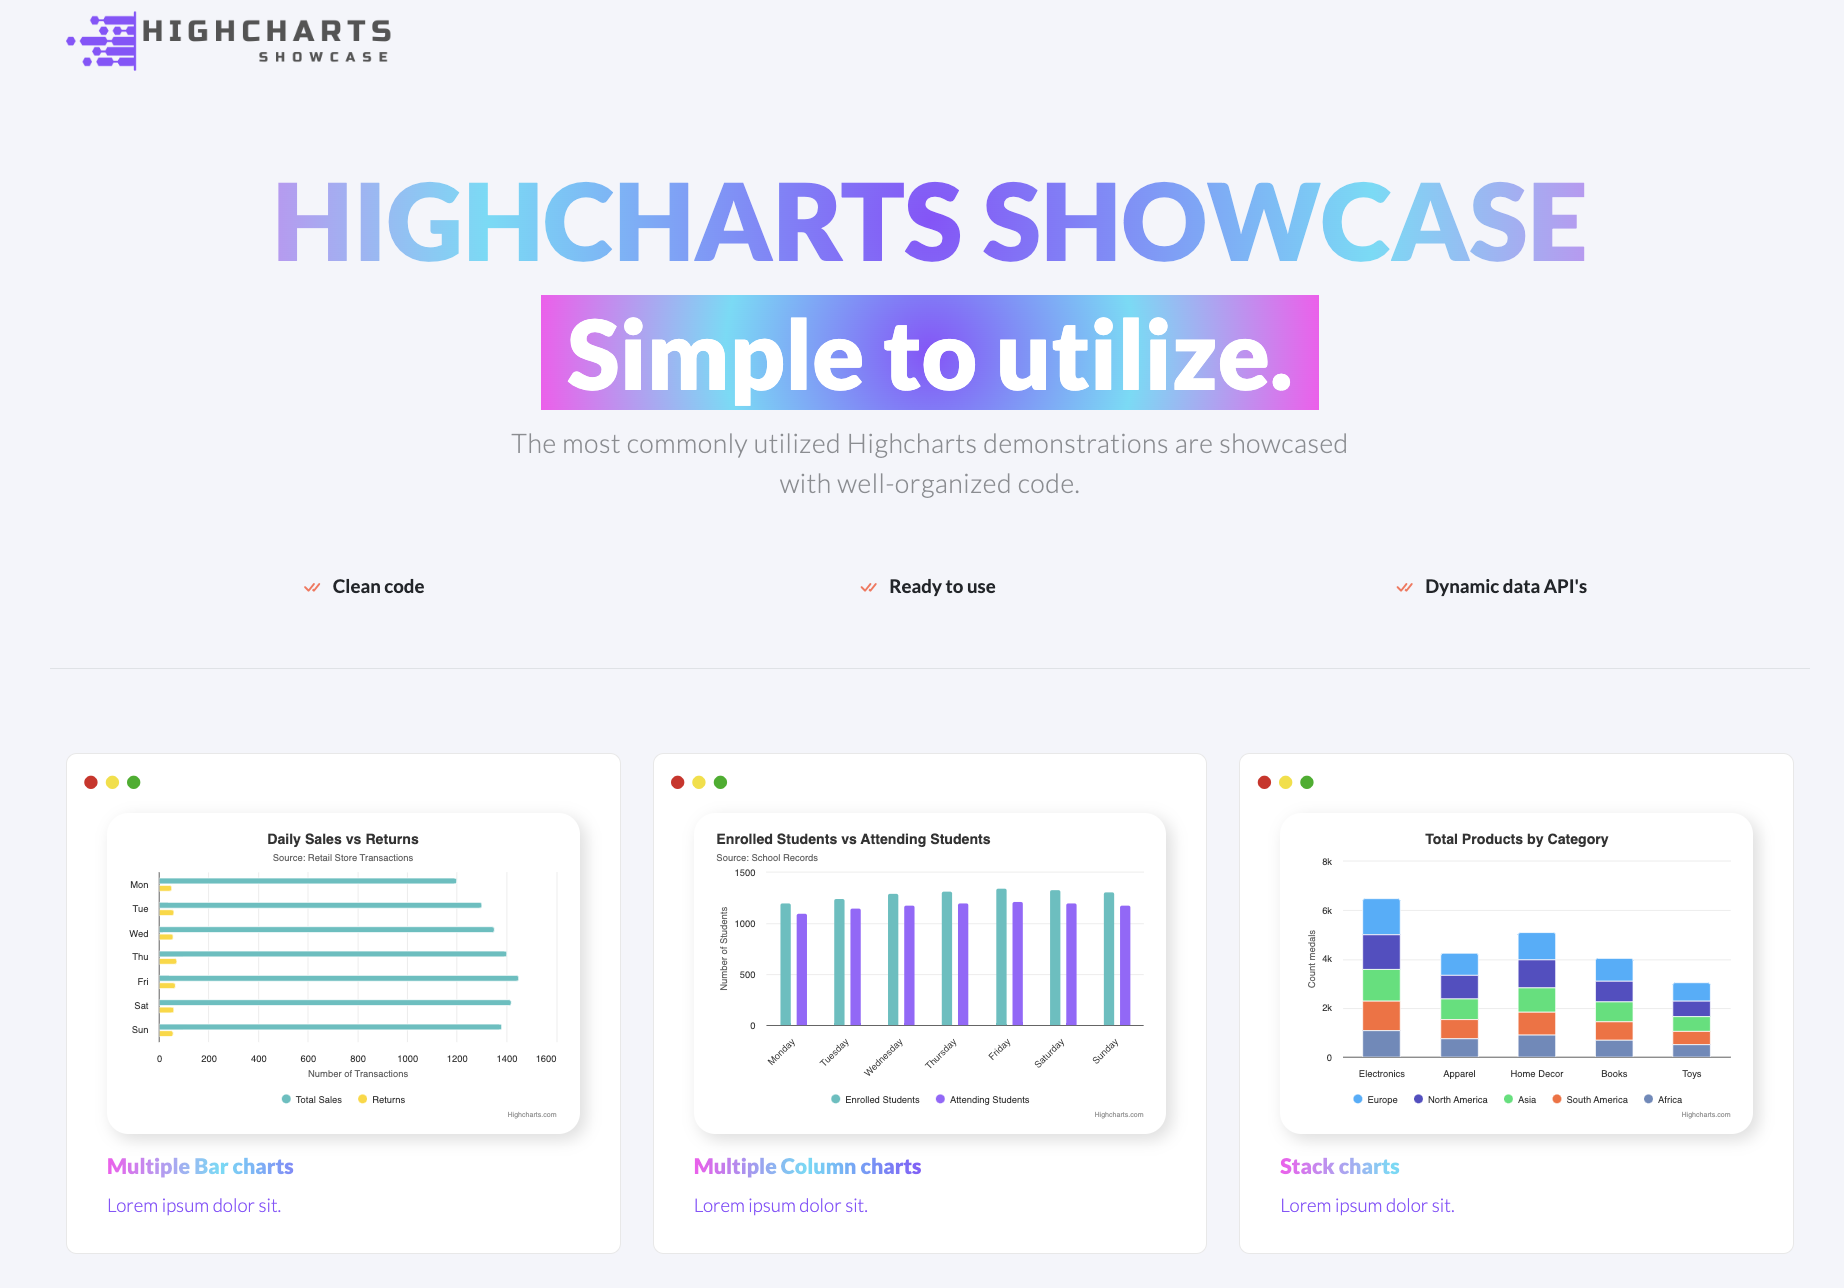 HIGHCHARTS
SHOWCASE
HIGHCHARTS SHOWCASE
Simple to utilize.
The most commonly utilized Highcharts demonstrations are showcased
with well-organized code.
Clean code
Ready to use
Dynamic data API's
Daily Sales vs Returns
Source: Retail Store Transactions
Mon
Tue
Wed
Thu
Fri
Sat
Sun
0 200 400 600 800 1000 1200 1400 1600
Number of Transactions
Total Sales Returns
Highcharts.com
Multiple Bar charts
Lorem ipsum dolor sit.
Enrolled Students vs Attending Students
Source: School Records
Number of Students
1500
1000
500
0
Monday Tuesday Wednesday Thursday Friday Saturday Sunday
Enrolled Students Attending Students
Highcharts.com
Multiple Column charts
Lorem ipsum dolor sit.
Total Products by Category
Count medals
8k
6k
4k
2k
0
Electronics Apparel Home Decor Books Toys
Europe North America Asia South America Africa
Highcharts.com
Stack charts
Lorem ipsum dolor sit.